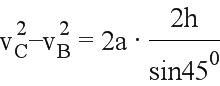 v_C^2–v_B^2 = 2a · 2h / sin45^0